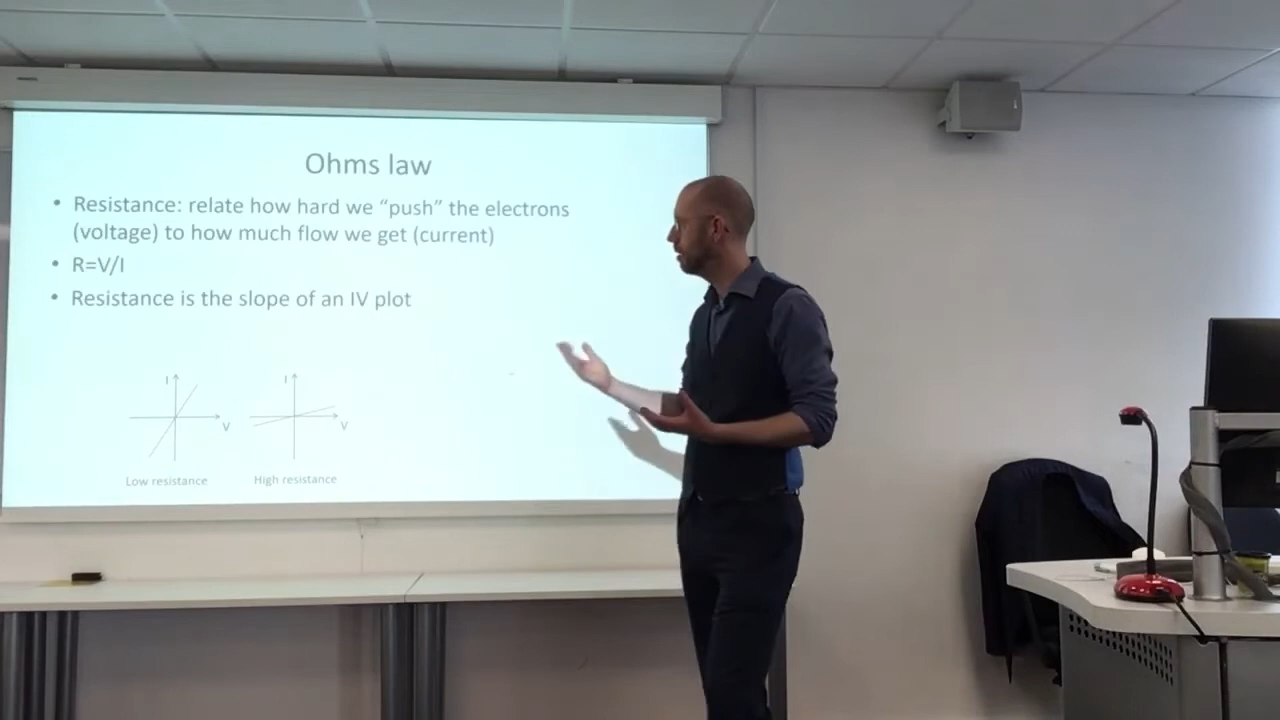 Ohms law
• Resistance: relate how hard we “push” the electrons
(voltage) to how much flow we get (current)
• R=V/I
• Resistance is the slope of an IV plot
I
V
Low resistance
I
V
High resistance